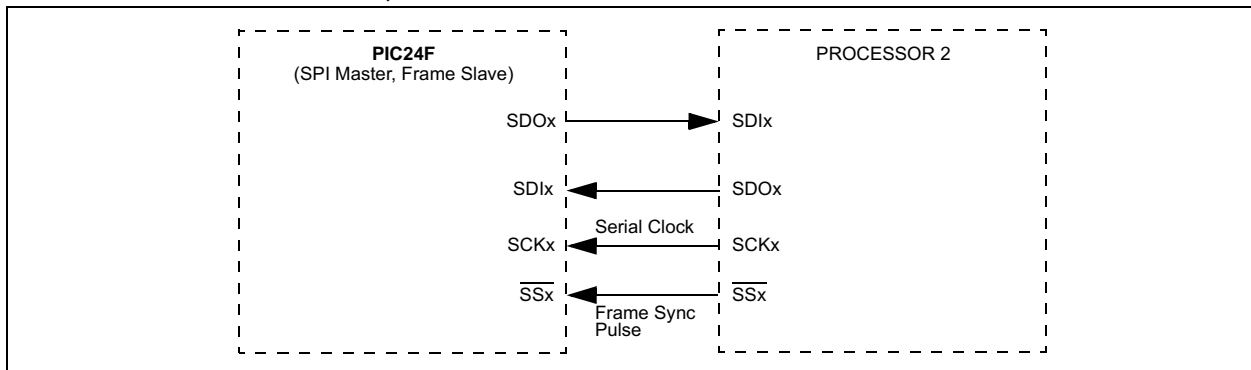 PIC24F
(SPI Master, Frame Slave)
PROCESSOR 2
SDOx
SDIx
SDIx
SDOx
Serial Clock
SCKx
SCKx
SSx
SSx
Frame Sync
Pulse